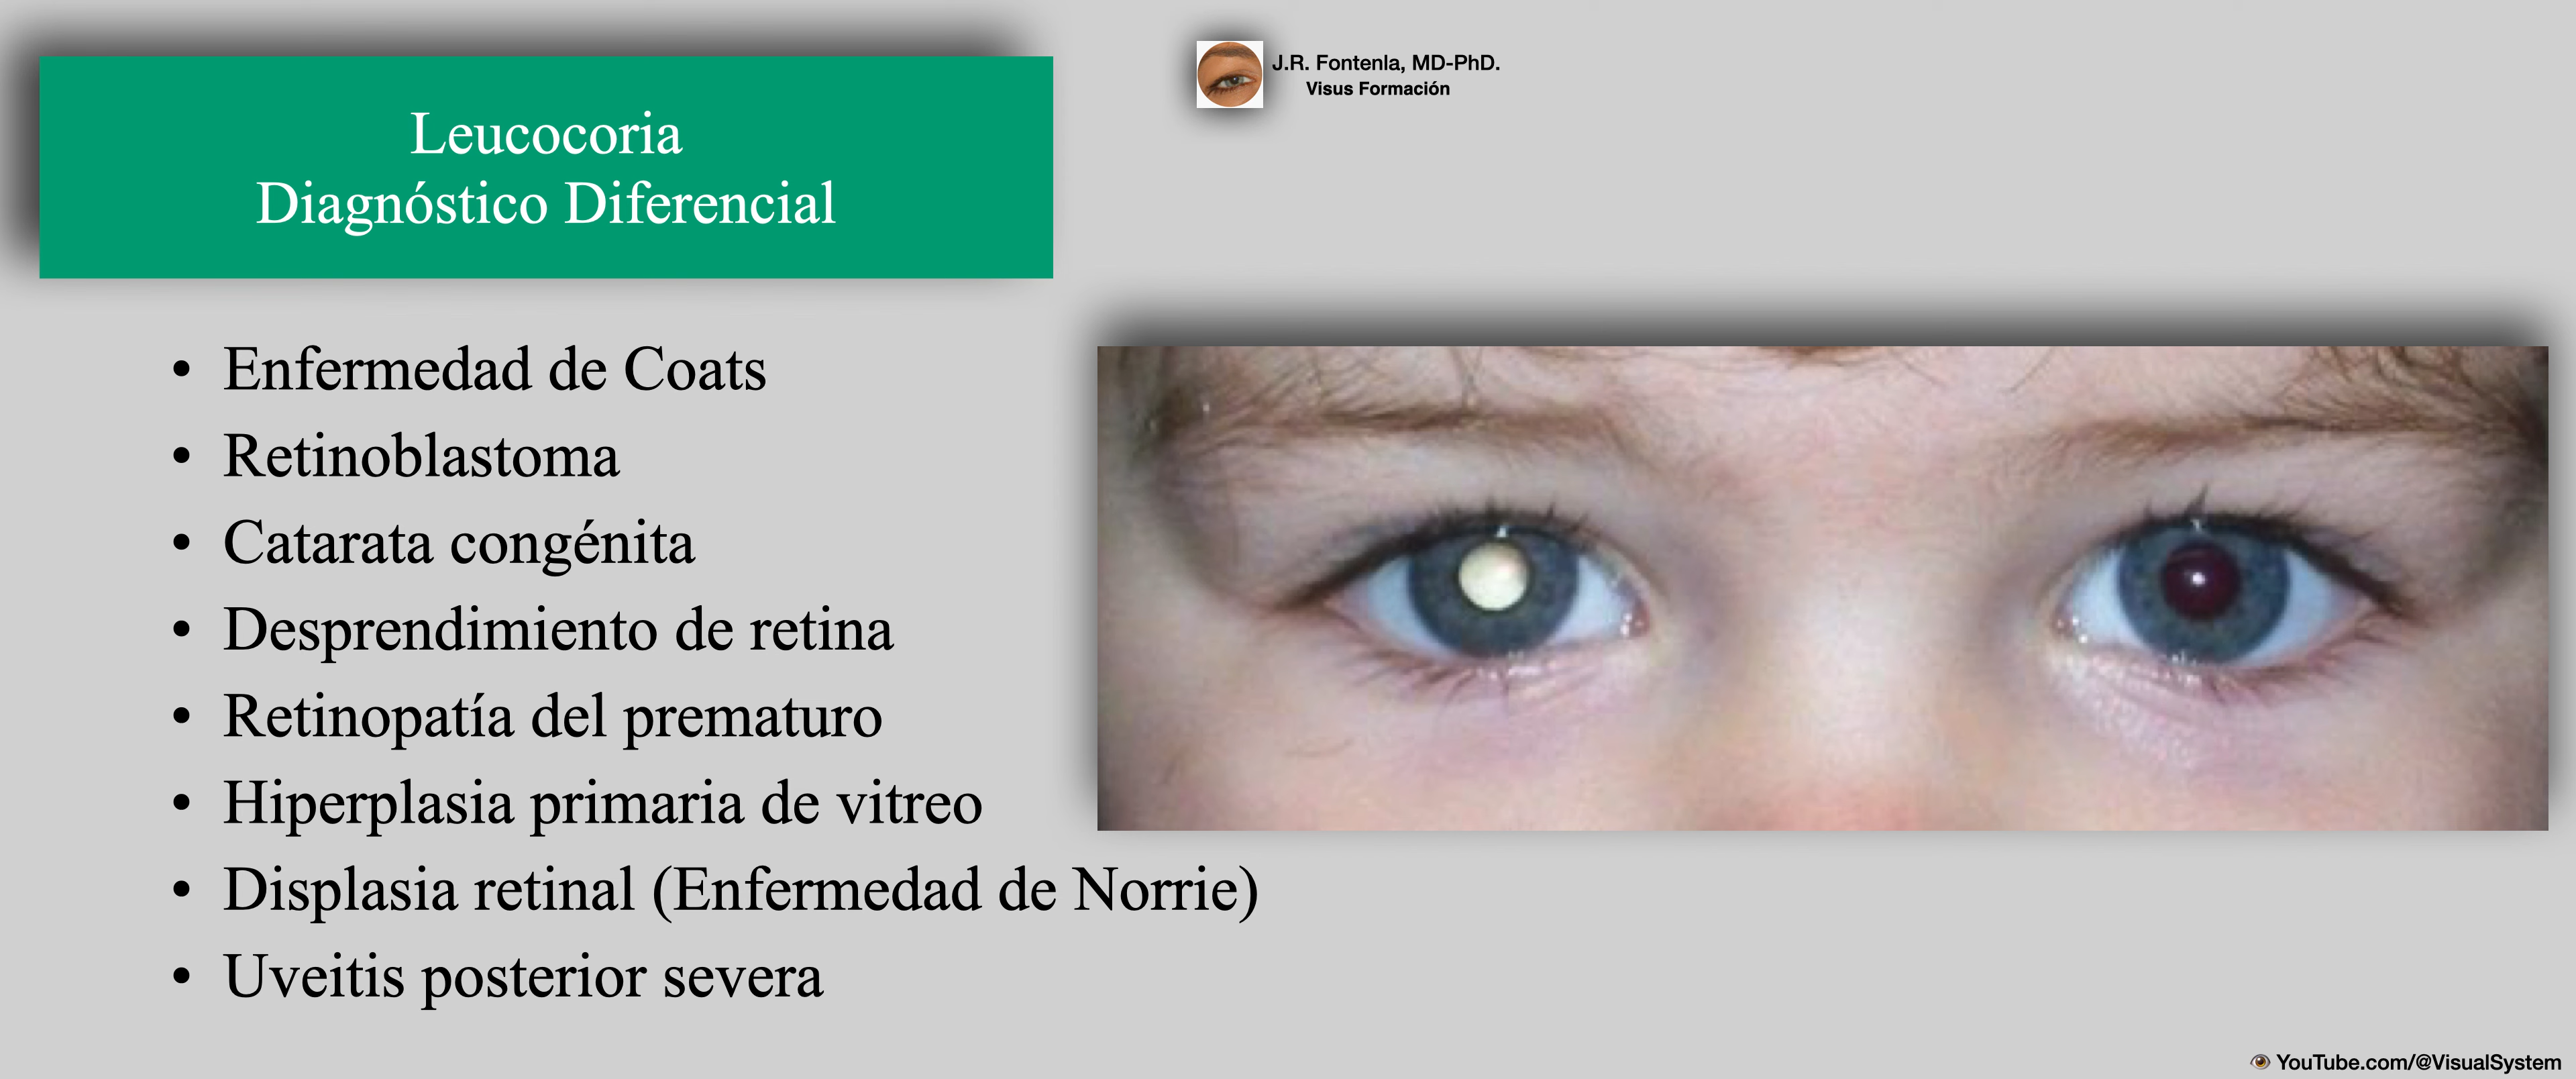 Leucocoria
Diagnóstico Diferencial
J.R. Fontenla, MD-PhD.
Visus Formación
• Enfermedad de Coats
• Retinoblastoma
• Catarata congénita
• Desprendimiento de retina
• Retinopatía del prematuro
• Hiperplasia primaria de vitreo
• Displasia retinal (Enfermedad de Norrie)
• Uveitis posterior severa
YouTube.com/@VisualSystem